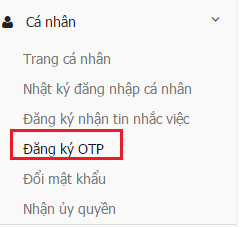 Cá nhân
Trang cá nhân
Nhật ký đăng nhập cá nhân
Đăng ký nhận tin nhắc việc
Đăng ký OTP
Đổi mật khẩu
Nhận ủy quyền